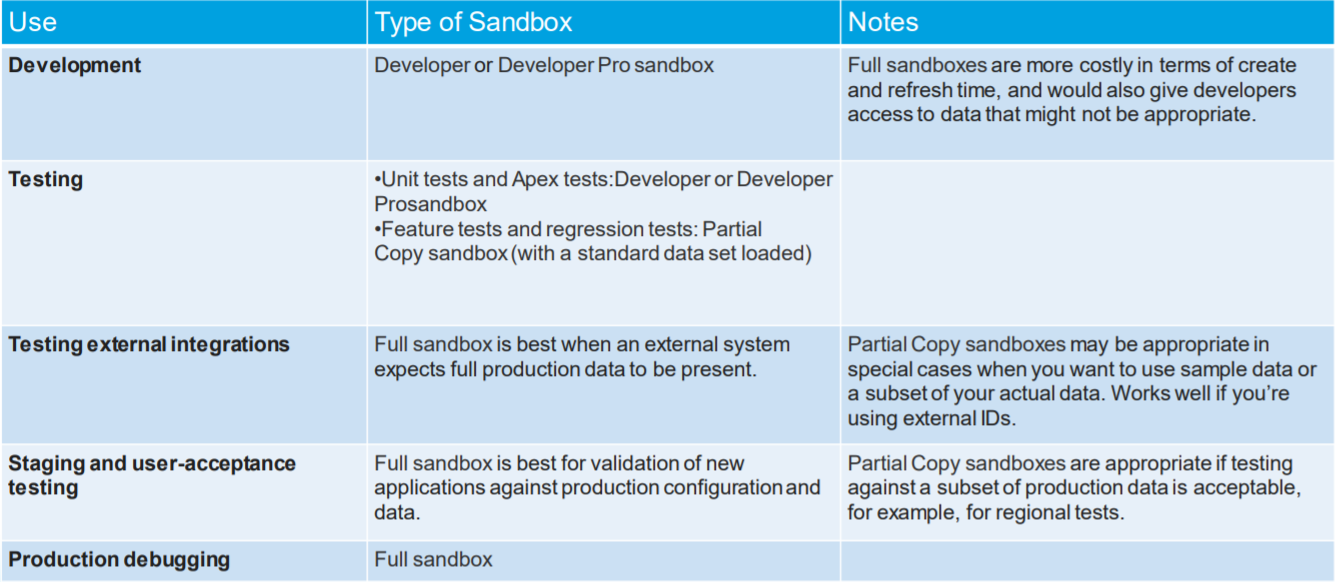 Use
Type of Sandbox
Notes
Development
Developer or Developer Pro sandbox
Full sandboxes are more costly in terms of create
and refresh time, and would also give developers
access to data that might not be appropriate.
Testing
•Unit tests and Apex tests:Developer or Developer
Prosandbox
•Feature tests and regression tests: Partial
Copy sandbox (with a standard data set loaded)
Testing external integrations
Full sandbox is best when an external system
expects full production data to be present.
Partial Copy sandboxes may be appropriate in
special cases when you want to use sample data or
a subset of your actual data. Works well if you’re
using external IDs.
Staging and user-acceptance
testing
Full sandbox is best for validation of new
applications against production configuration and
data.
Partial Copy sandboxes are appropriate if testing
against a subset of production data is acceptable,
for example, for regional tests.
Production debugging
Full sandbox